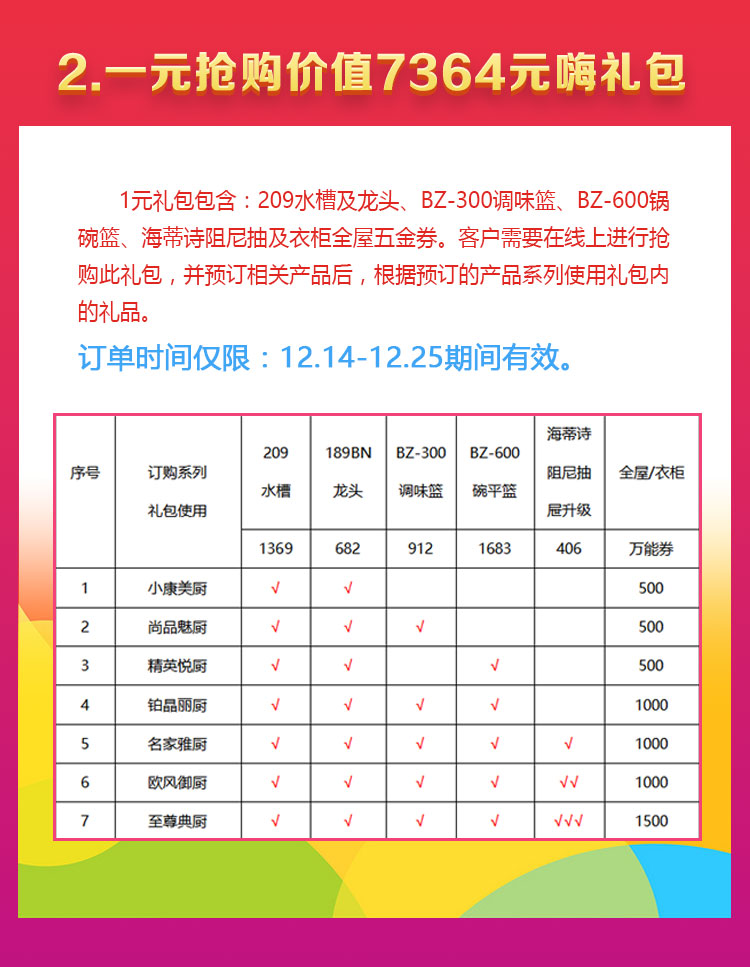 2.一元抢购价值7364元嗨礼包
1元礼包包含：209水槽及龙头、BZ-300调味篮、BZ-600锅
碗篮、海蒂诗阻尼抽及衣柜全屋五金券。客户需要在线上进行抢
购此礼包，并预订相关产品后，根据预订的产品系列使用礼包内
的礼品。
订单时间仅限：12.14-12.25期间有效。
序号 订购系列 礼包使用 209 水槽 189BN 龙头 BZ-300 调味篮 BZ-600 碗平篮 海蒂诗 阻尼抽 屉升级 全屋/衣柜
1369 682 912 1683 406 万能券
1 小康美厨 √ √ 500
2 尚品魅厨 √ √ √ 500
3 精英悦厨 √ √ √ 500
4 铂晶丽厨 √ √ √ √ 1000
5 名家雅厨 √ √ √ √ √ 1000
6 欧风御厨 √ √ √ √ √√ 1000
7 至尊典厨 √ √ √ √ √√√ 1500